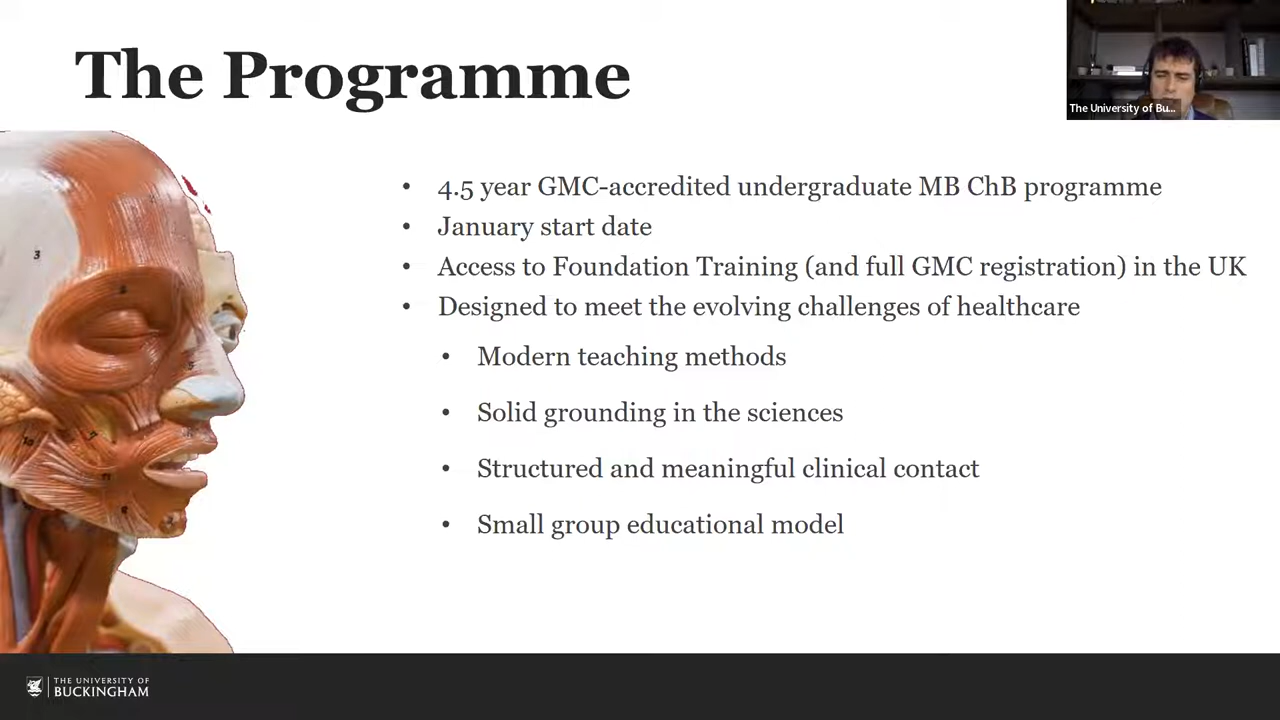 The Programme
The University of Bu...
• 4.5 year GMC-accredited undergraduate MB ChB programme
• January start date
• Access to Foundation Training (and full GMC registration) in the UK
• Designed to meet the evolving challenges of healthcare
• Modern teaching methods
• Solid grounding in the sciences
• Structured and meaningful clinical contact
• Small group educational model
3
THE UNIVERSITY OF
BUCKINGHAM